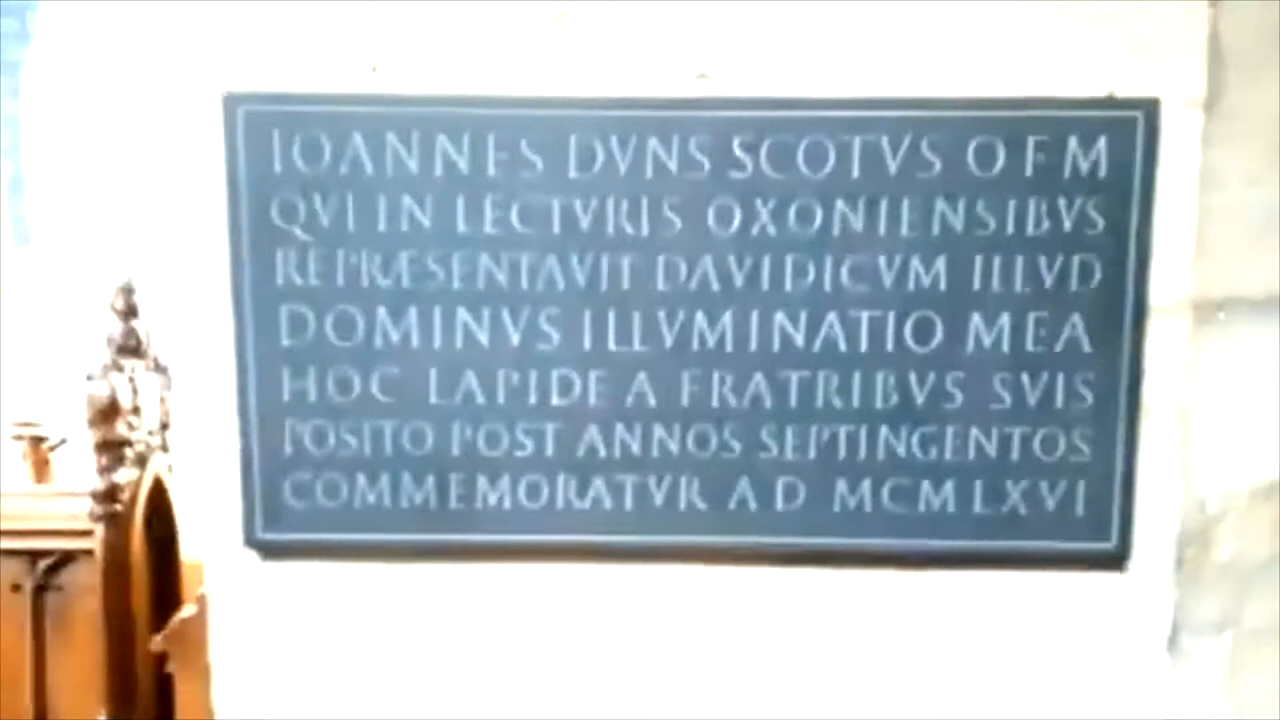 IOANNES DVNS SCOTVS O F M
QVI IN LECTVRIS OXONIENSIBVS
REPRÆSENTAVIT DAVIDICVM ILLVD
DOMINVS ILLVMINATIO MEA
HOC LAPIDE A FRATRIBVS SVIS
POSITO POST ANNOS SEPTINGENTOS
COMMEMORATVR A D MCMLXVI